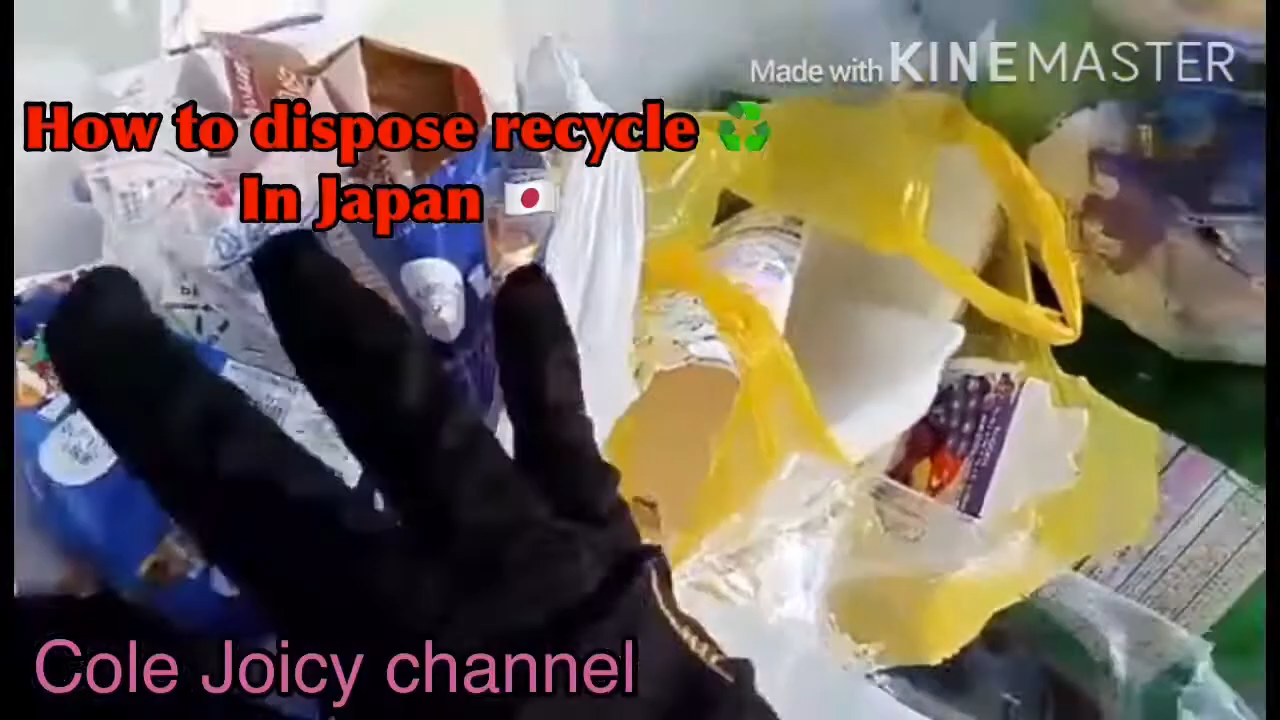 Made with KINEMASTER
How to dispose recycle ♻️
In Japan 🇯🇵
Cole Joicy channel